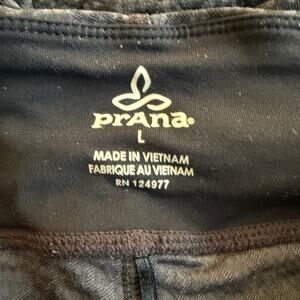 prAna®
L
MADE IN VIETNAM
FABRIQUE AU VIETNAM
RN 124977